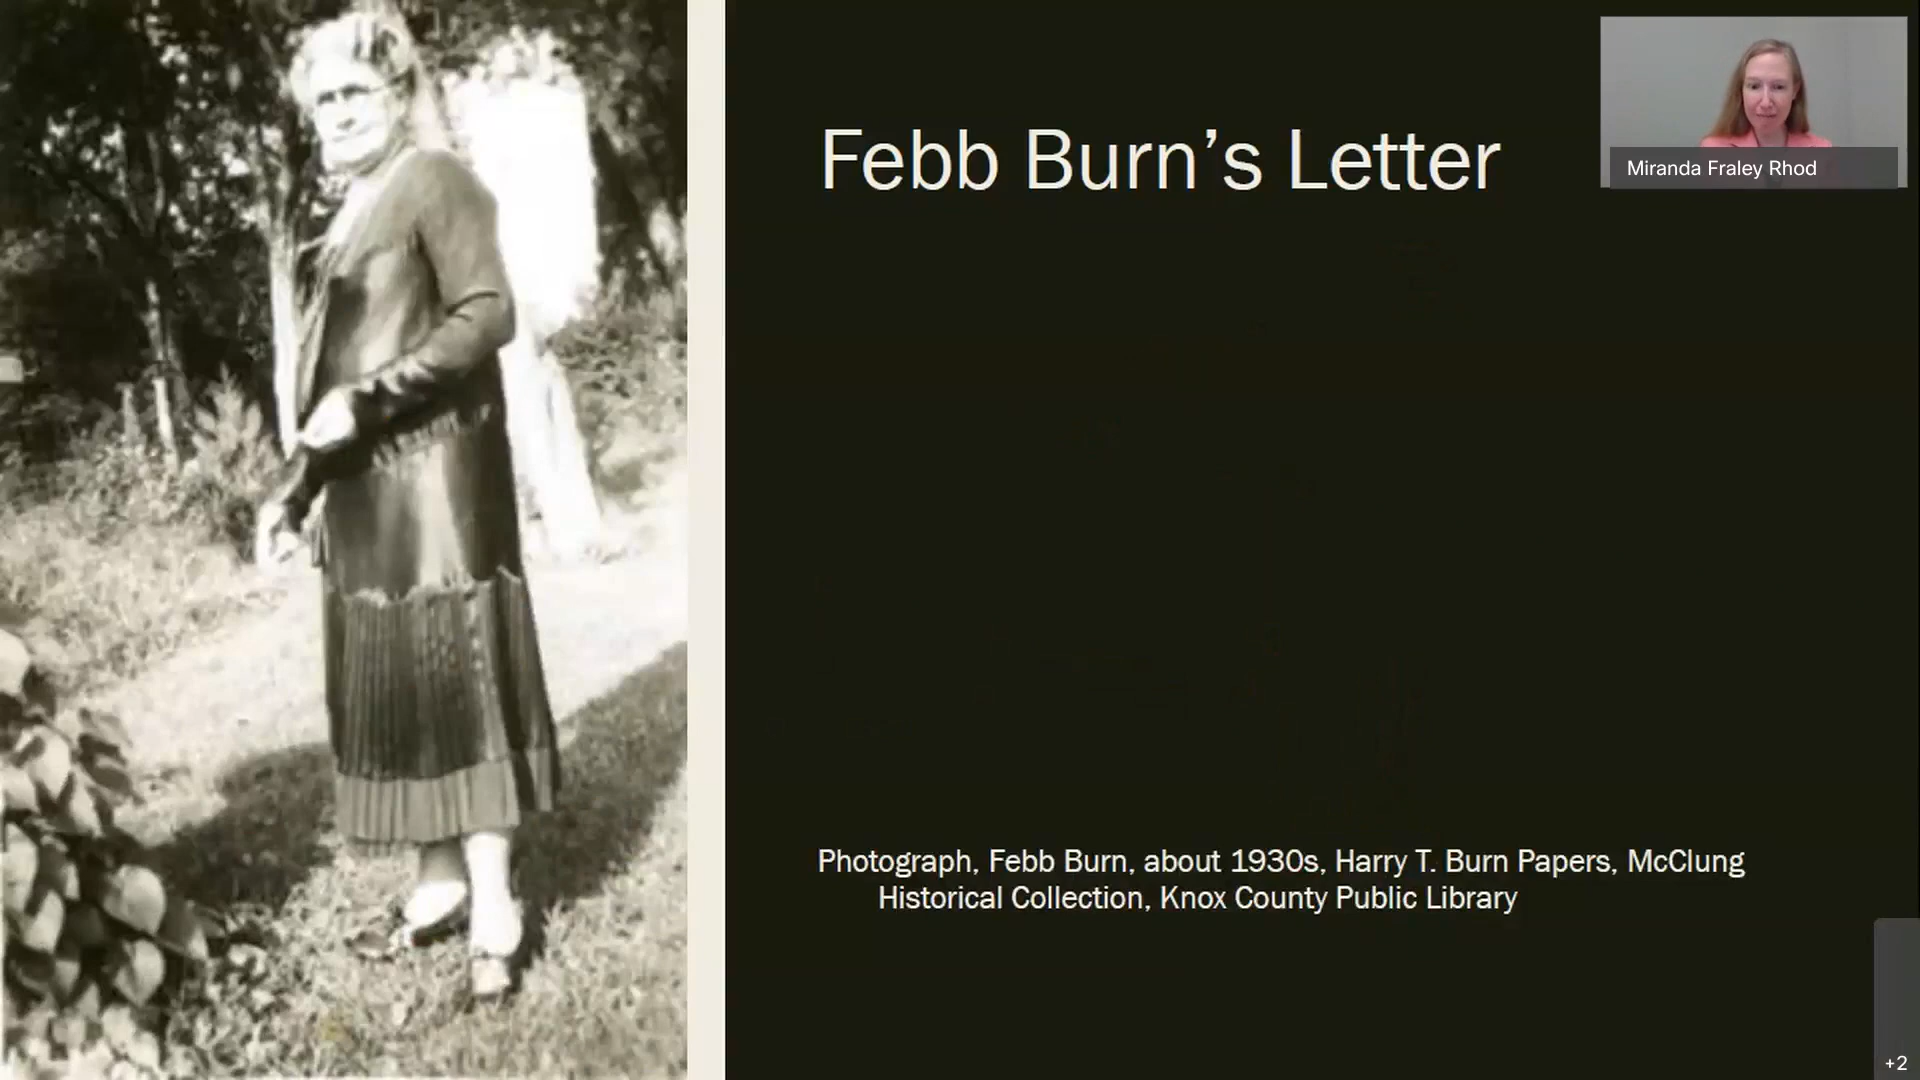 Febb Burn’s Letter
Miranda Fraley Rhod
Photograph, Febb Burn, about 1930s, Harry T. Burn Papers, McClung
Historical Collection, Knox County Public Library
+2